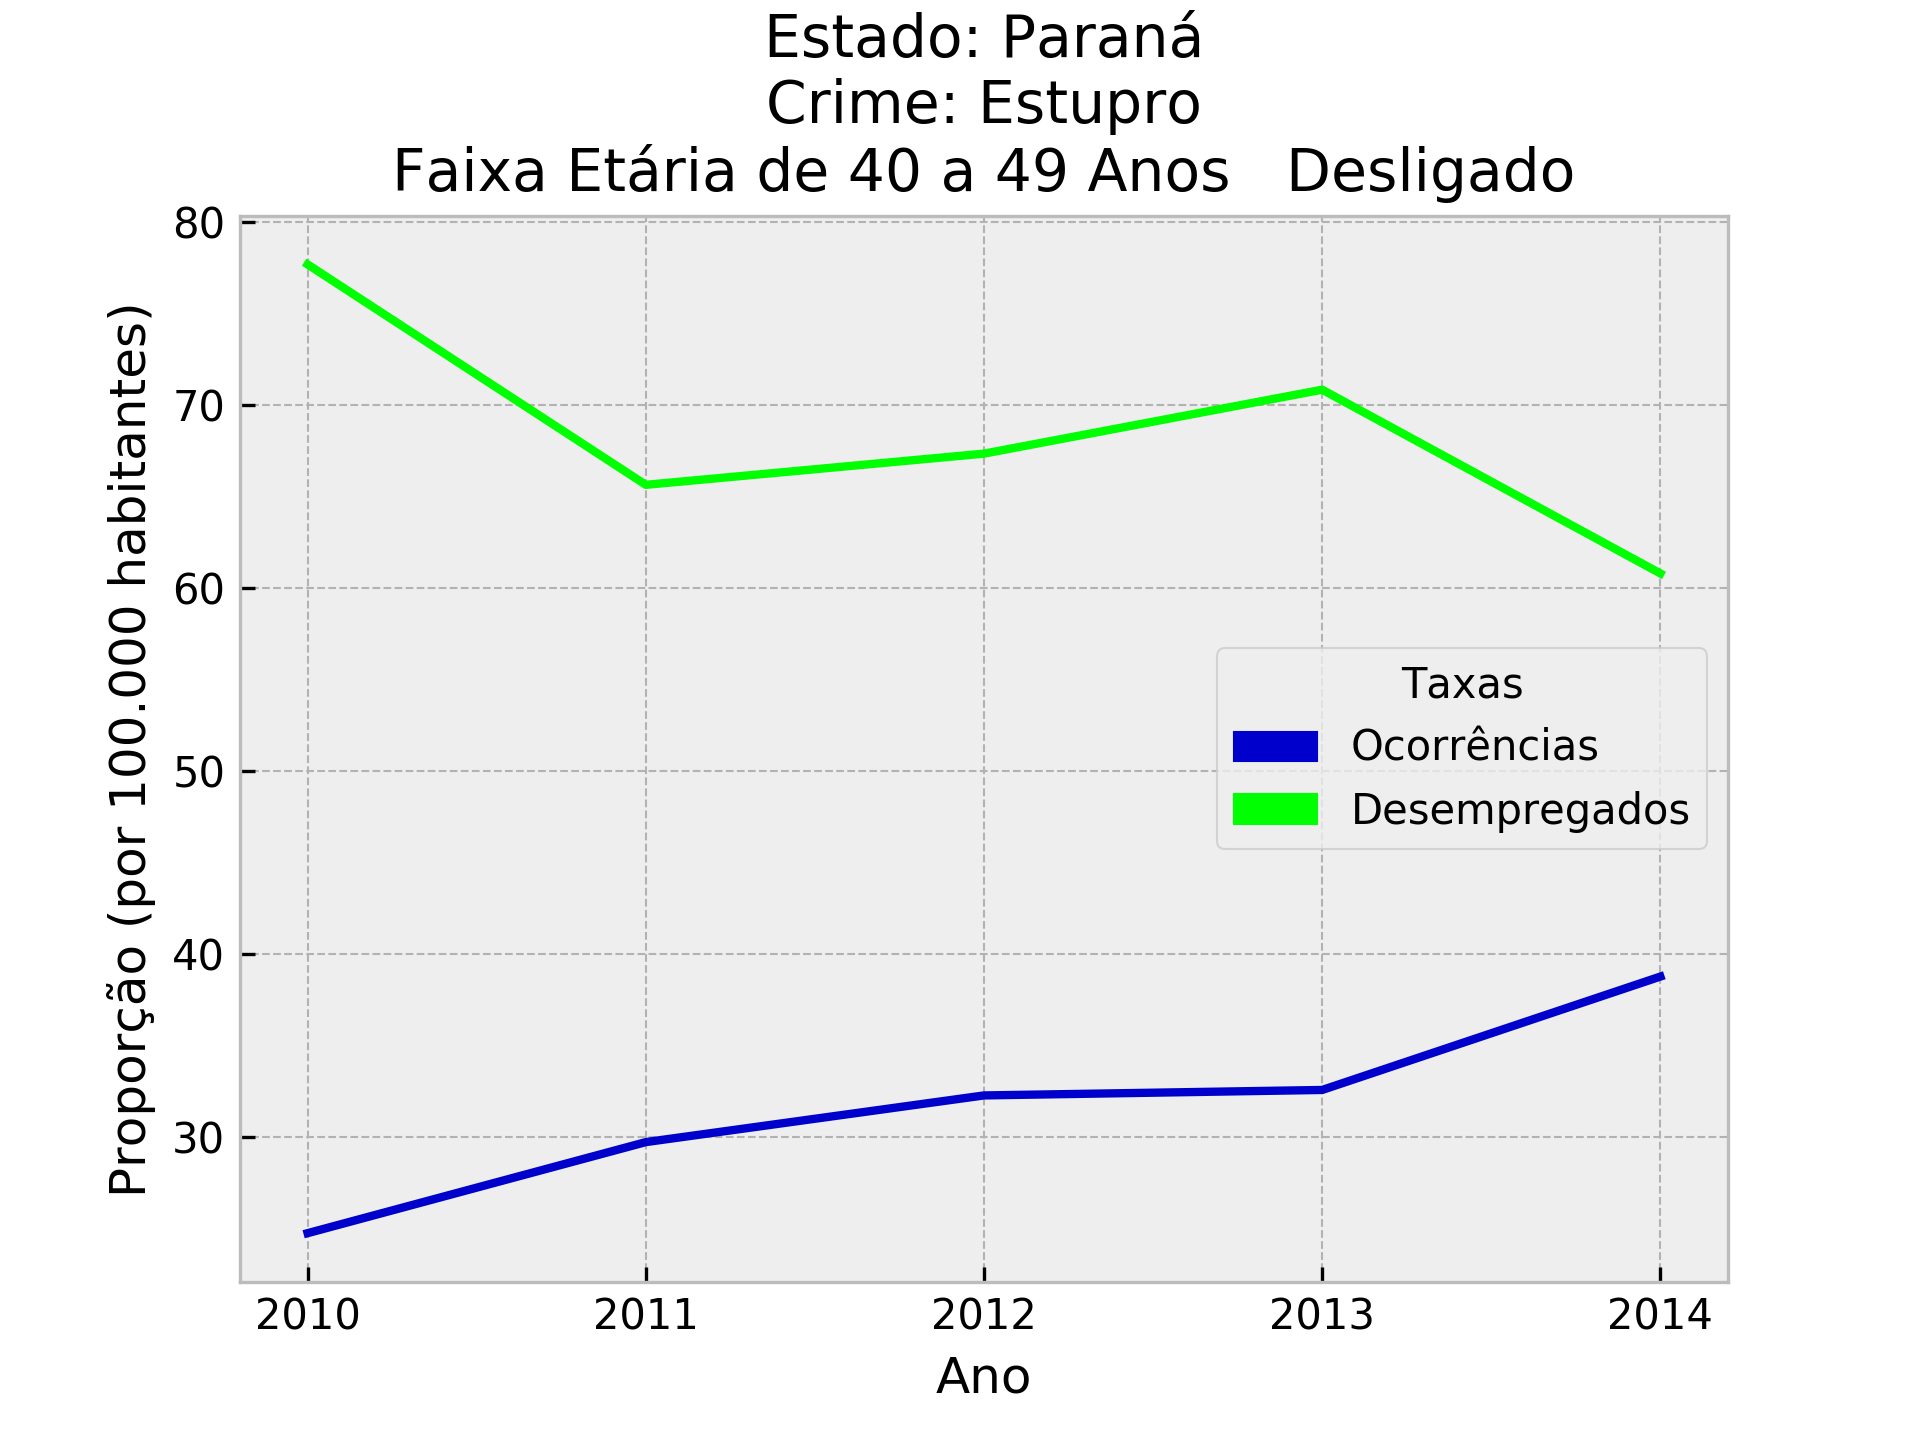 Estado: Paraná
Crime: Estupro
Faixa Etária de 40 a 49 Anos   Desligado
Proporção (por 100.000 habitantes)
80
70
60
50
40
30
Taxas
Ocorrências
Desempregados
2010 2011 2012 2013 2014
Ano